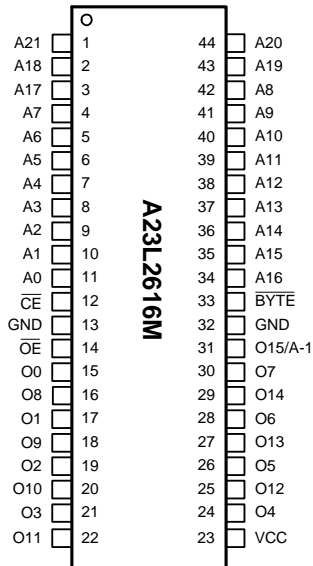 A21 1 44 A20
A18 2 43 A19
A17 3 42 A8
A7 4 41 A9
A6 5 40 A10
A5 6 39 A11
A4 7 38 A12
A3 8 37 A13
A2 9 36 A14
A1 10 35 A15
A0 11 34 A16
CE 12 33 BYTE
GND 13 32 GND
OE 14 31 O15/A-1
O0 15 30 O7
O8 16 29 O14
O1 17 28 O6
O9 18 27 O13
O2 19 26 O5
O10 20 25 O12
O3 21 24 O4
O11 22 23 VCC
A23L2616M